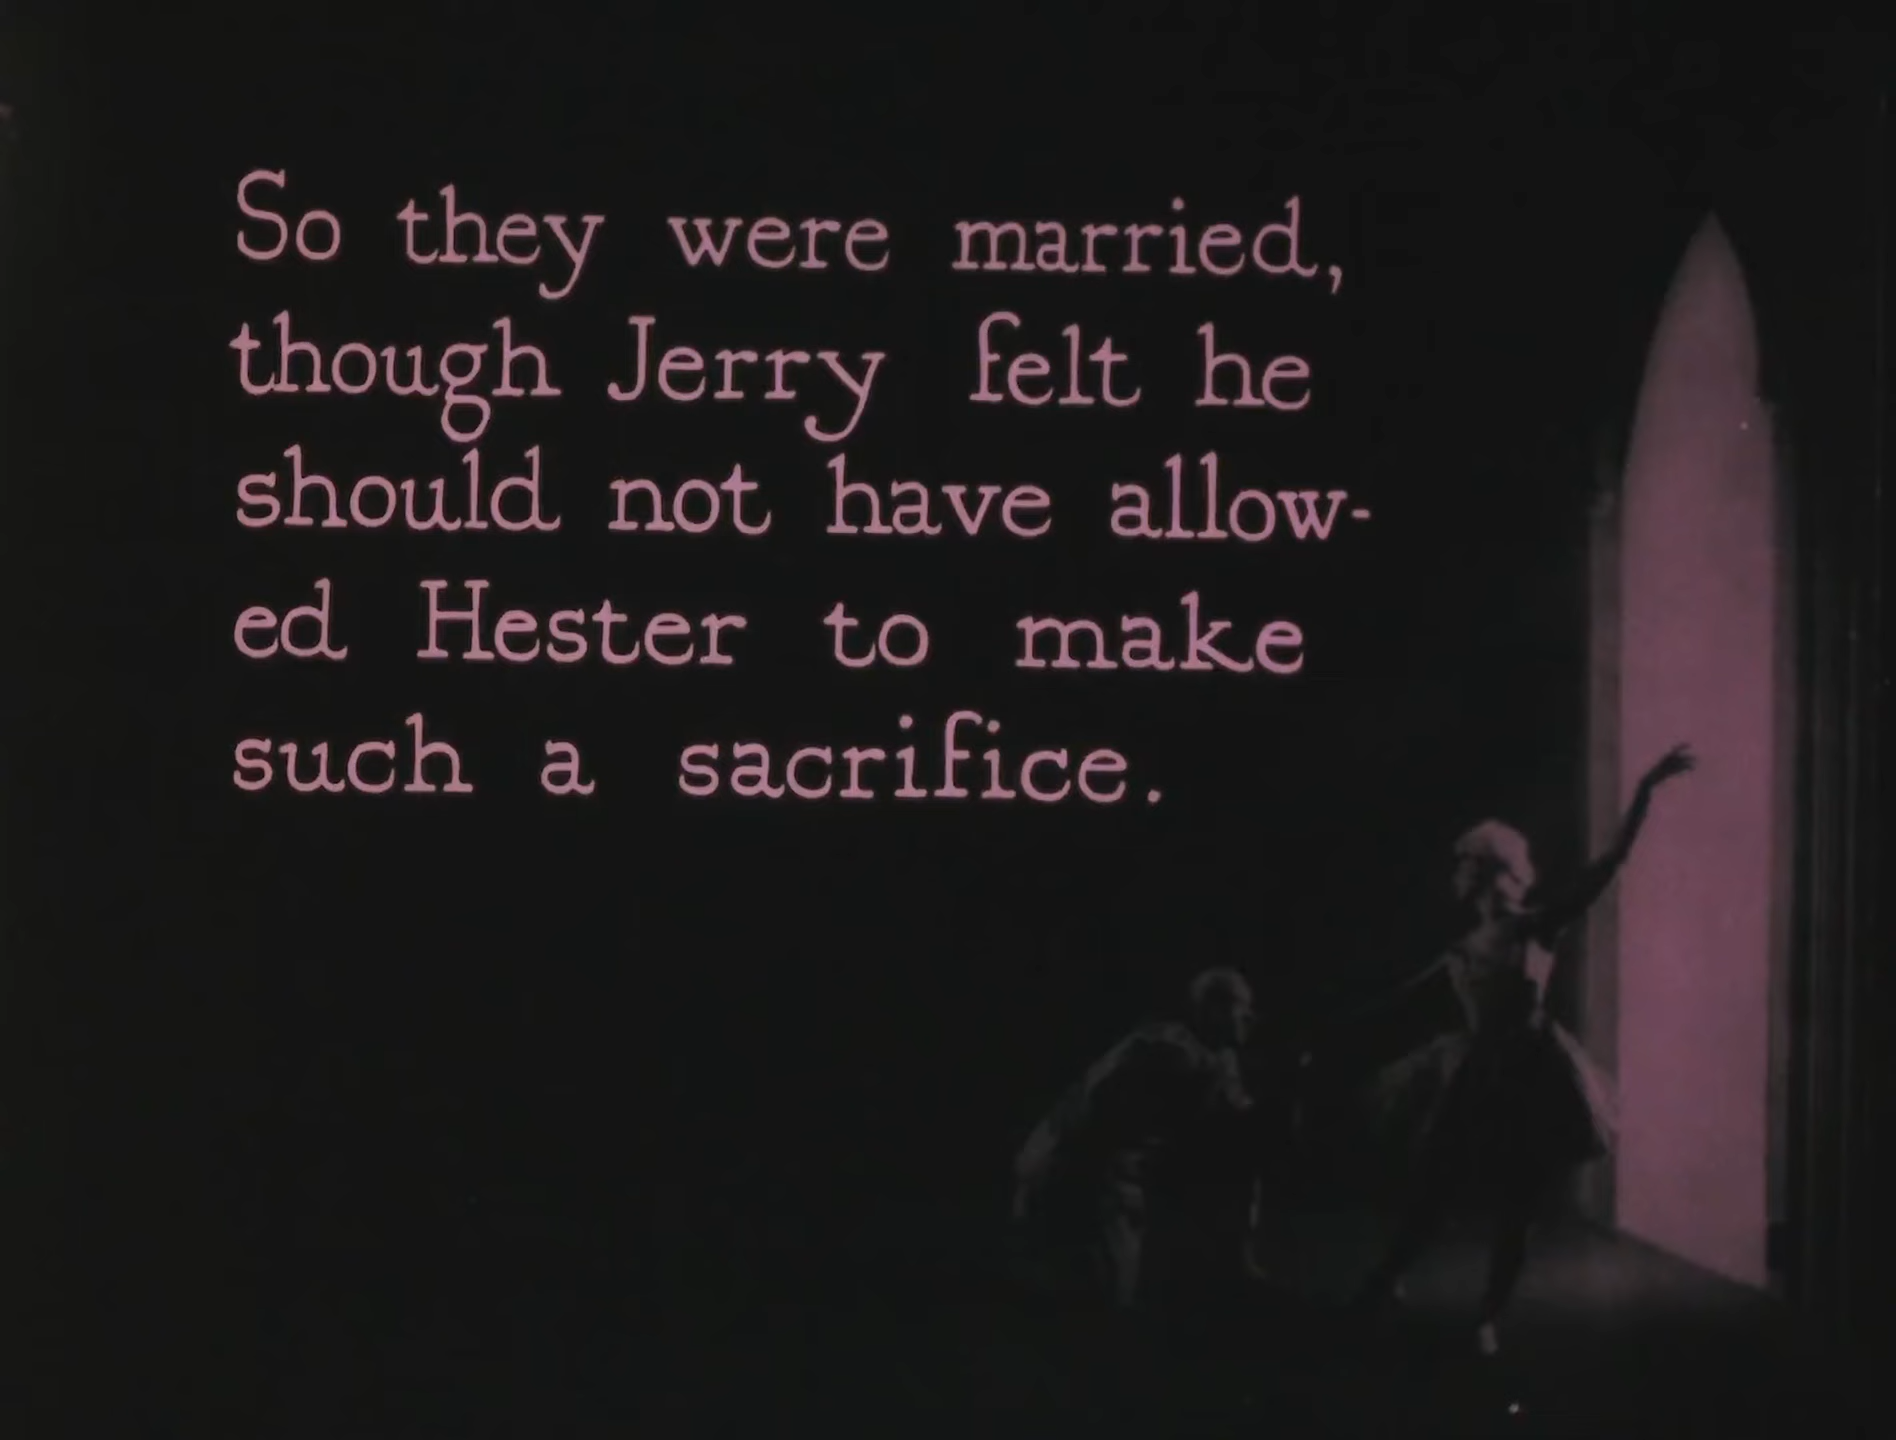 So they were married,
though Jerry felt he
should not have allow-
ed Hester to make
such a sacrifice.